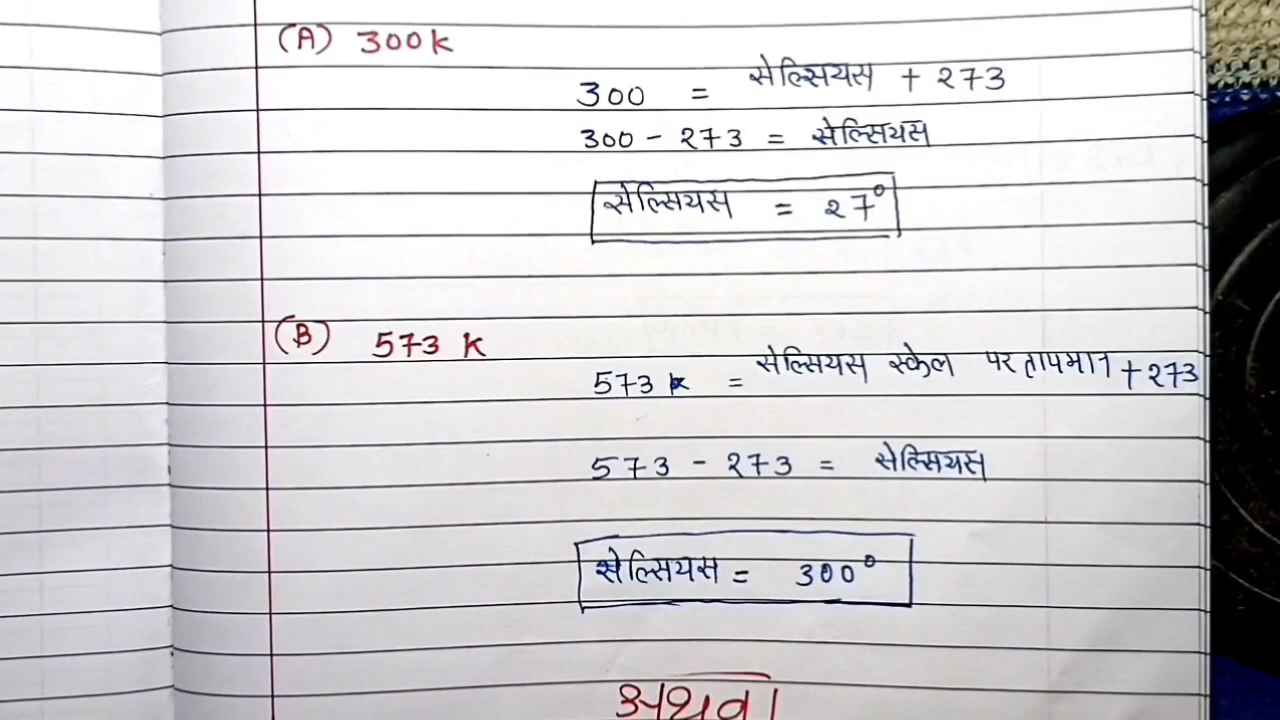 (A) 300k
300 = सेल्सियस + 273
300 - 273 = सेल्सियस
सेल्सियस = 27°
(B) 573 k
573 k = सेल्सियस स्केल पर तापमान + 273
573 - 273 = सेल्सियस
सेल्सियस = 300°
अथवा